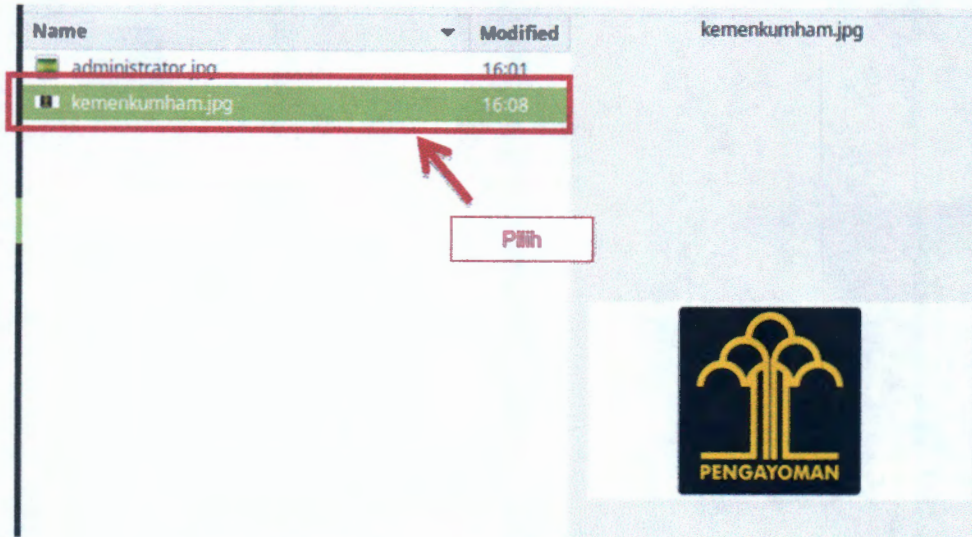 Name Modified kemenkumham.jpg
administrator.jpg 16:01
kemenkumham.jpg 16:08
Pilih
PENGAYOMAN